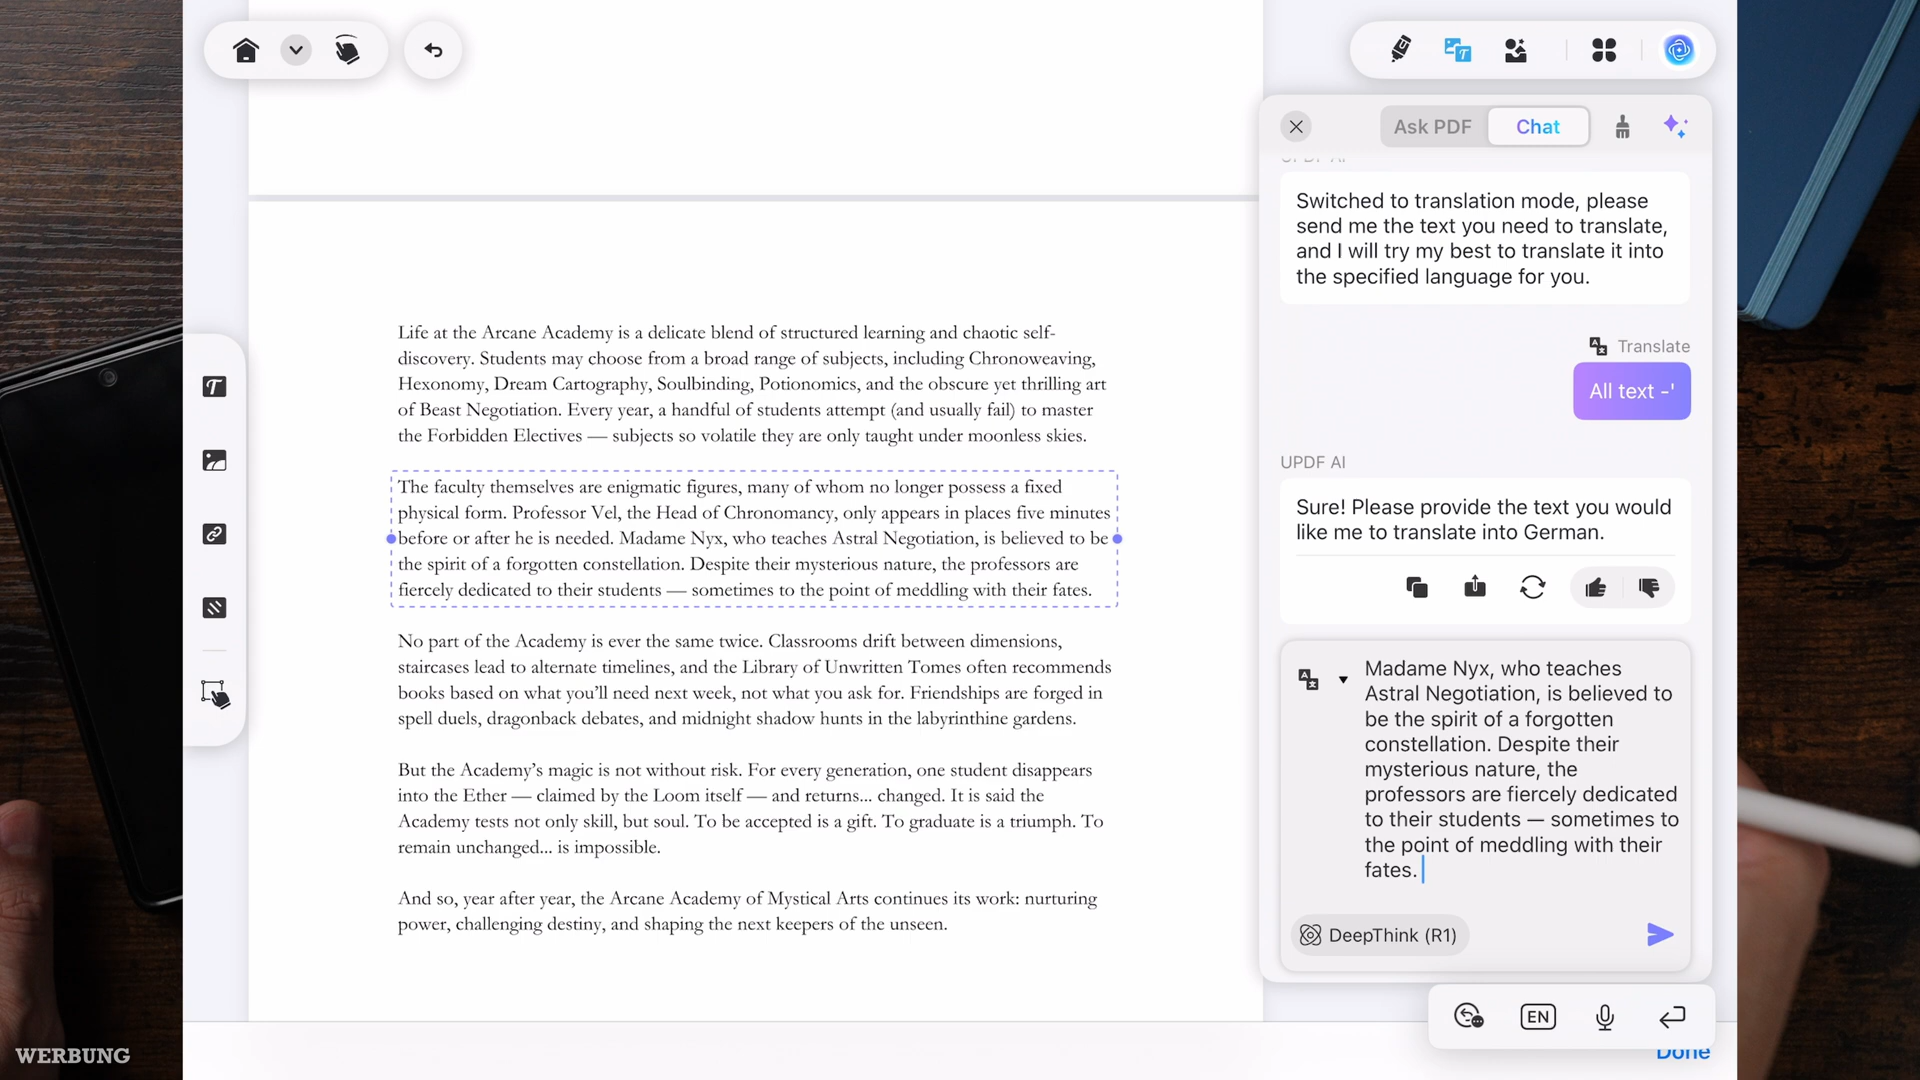 Life at the Arcane Academy is a delicate blend of structured learning and chaotic self-
discovery. Students may choose from a broad range of subjects, including Chronoweaving,
Hexonomy, Dream Cartography, Soulbinding, Potionomics, and the obscure yet thrilling art
of Beast Negotiation. Every year, a handful of students attempt (and usually fail) to master
the Forbidden Electives — subjects so volatile they are only taught under moonless skies.
The faculty themselves are enigmatic figures, many of whom no longer possess a fixed
physical form. Professor Vel, the Head of Chronomancy, only appears in places five minutes
before or after he is needed. Madame Nyx, who teaches Astral Negotiation, is believed to be
the spirit of a forgotten constellation. Despite their mysterious nature, the professors are
fiercely dedicated to their students — sometimes to the point of meddling with their fates.
No part of the Academy is ever the same twice. Classrooms drift between dimensions,
staircases lead to alternate timelines, and the Library of Unwritten Tomes often recommends
books based on what you’ll need next week, not what you ask for. Friendships are forged in
spell duels, dragonback debates, and midnight shadow hunts in the labyrinthine gardens.
But the Academy’s magic is not without risk. For every generation, one student disappears
into the Ether — claimed by the Loom itself — and returns... changed. It is said the
Academy tests not only skill, but soul. To be accepted is a gift. To graduate is a triumph. To
remain unchanged... is impossible.
And so, year after year, the Arcane Academy of Mystical Arts continues its work: nurturing
power, challenging destiny, and shaping the next keepers of the unseen.
Ask PDF
Chat
Switched to translation mode, please
send me the text you need to translate,
and I will try my best to translate it into
the specified language for you.
Translate
All text -'
UPDF AI
Sure! Please provide the text you would
like me to translate into German.
Madame Nyx, who teaches
Astral Negotiation, is believed to
be the spirit of a forgotten
constellation. Despite their
mysterious nature, the
professors are fiercely dedicated
to their students — sometimes to
the point of meddling with their
fates.
DeepThink (R1)
EN
Done
WERBUNG